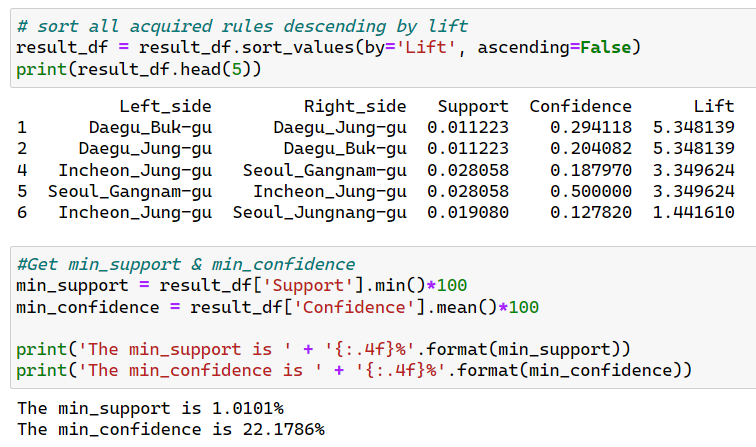 # sort all acquired rules descending by lift
result_df = result_df.sort_values(by='Lift', ascending=False)
print(result_df.head(5))
Left_side Right_side Support Confidence Lift
1 Daegu_Buk-gu Daegu_Jung-gu 0.011223 0.294118 5.348139
2 Daegu_Jung-gu Daegu_Buk-gu 0.011223 0.204082 5.348139
4 Incheon_Jung-gu Seoul_Gangnam-gu 0.028058 0.187970 3.349624
5 Seoul_Gangnam-gu Incheon_Jung-gu 0.028058 0.500000 3.349624
6 Incheon_Jung-gu Seoul_Jungnang-gu 0.019080 0.127820 1.441610
#Get min_support & min_confidence
min_support = result_df['Support'].min()*100
min_confidence = result_df['Confidence'].mean()*100
print('The min_support is ' + '{:.4f}%'.format(min_support))
print('The min_confidence is ' + '{:.4f}%'.format(min_confidence))
The min_support is 1.0101%
The min_confidence is 22.1786%